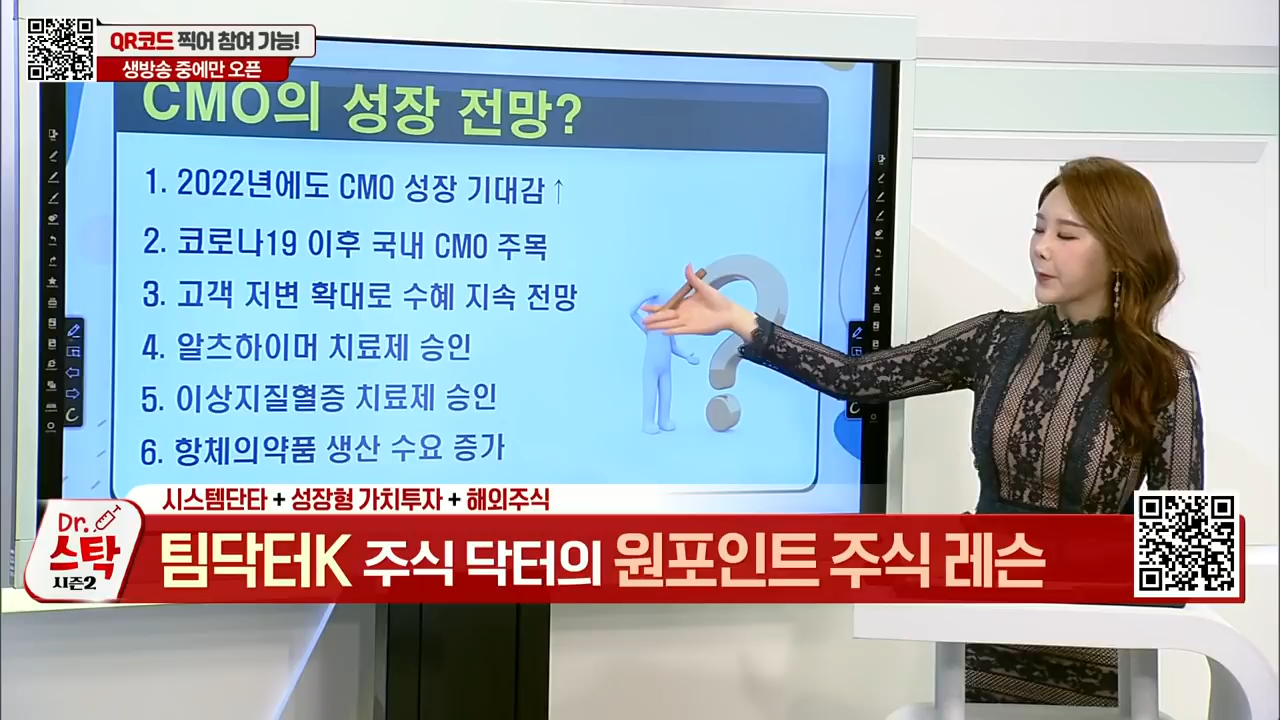 QR코드 찍어 참여 가능!
생방송 중에만 오픈
CMO의 성장 전망?
1. 2022년에도 CMO 성장 기대감↑
2. 코로나19 이후 국내 CMO 주목
3. 고객 저변 확대로 수혜 지속 전망
4. 알츠하이머 치료제 승인
5. 이상지질혈증 치료제 승인
6. 항체의약품 생산 수요 증가
시스템단타 + 성장형 가치투자 + 해외주식
Dr.
스탁
시즌2
팀닥터K 주식 닥터의 원포인트 주식 레슨